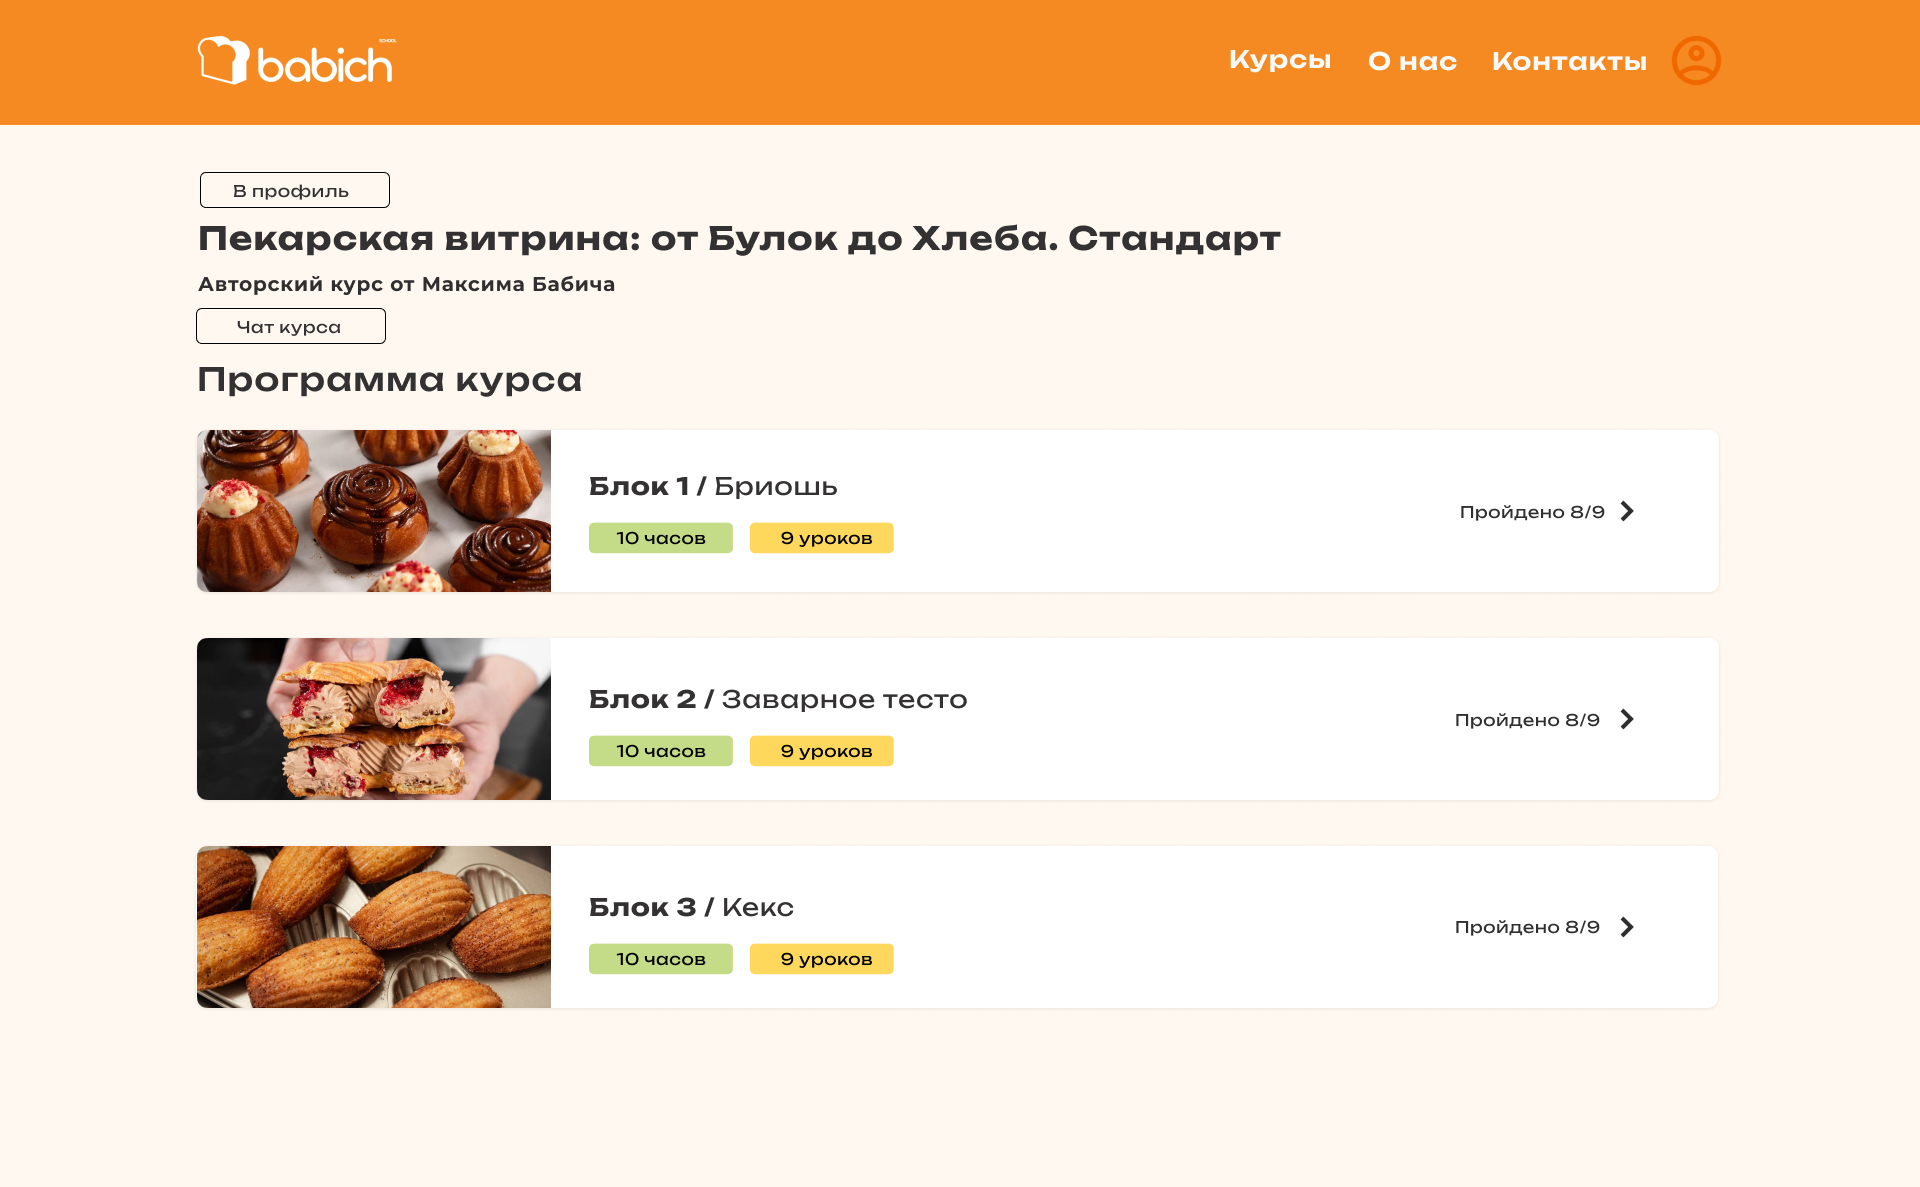 babich
SCHOOL
Курсы
О нас
Контакты
В профиль
Пекарская витрина: от Булок до Хлеба. Стандарт
Авторский курс от Максима Бабича
Чат курса
Программа курса
Блок 1 / Бриошь
10 часов
9 уроков
Пройдено 8/9
Блок 2 / Заварное тесто
10 часов
9 уроков
Пройдено 8/9
Блок 3 / Кекс
10 часов
9 уроков
Пройдено 8/9